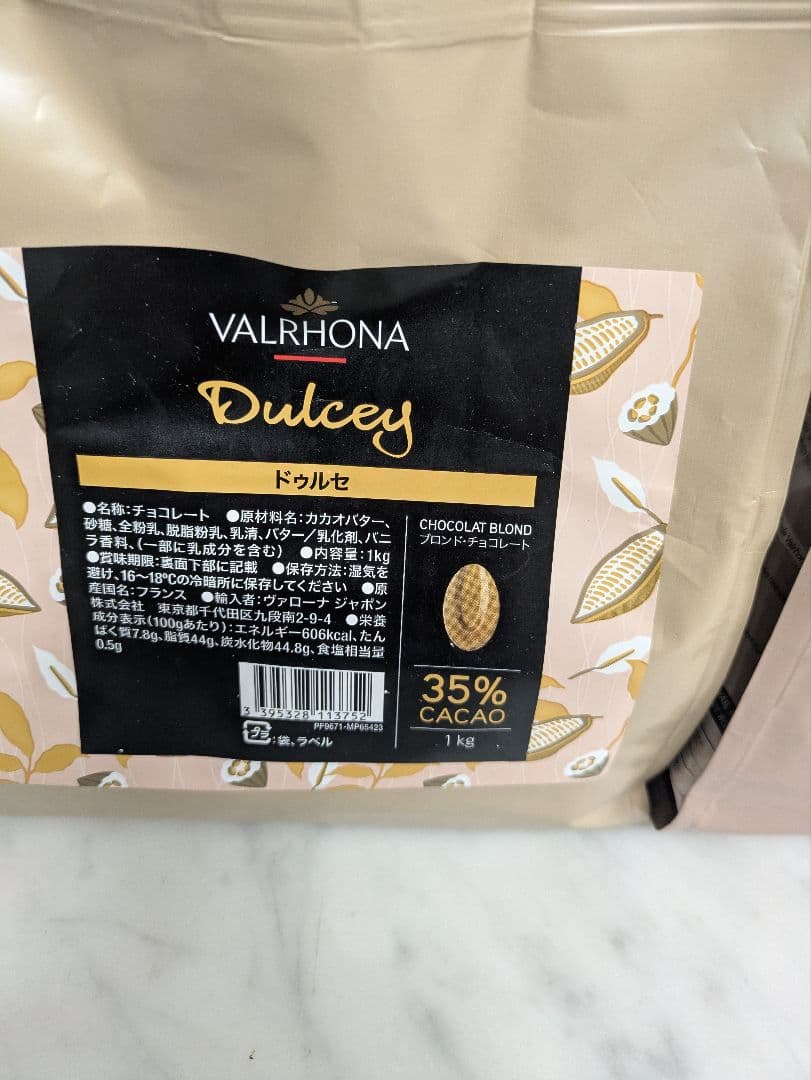 VALRHONA
Dulcey
ドゥルセ
●名称：チョコレート ●原材料名：カカオバター、
砂糖、全粉乳、脱脂粉乳、乳清、バター／乳化剤、バニ
ラ香料、（一部に乳成分を含む） ●内容量：1kg
●賞味期限：裏面下部に記載 ●保存方法：湿気を
避け、16〜18℃の冷暗所に保存してください ●原
産国名：フランス ●輸入者：ヴァローナ ジャポン
株式会社 東京都千代田区九段南2-9-4 ●栄養
成分表示（100gあたり）：エネルギー606kcal、たん
ぱく質7.8g、脂質44g、炭水化物44.8g、食塩相当量
0.5g
3 395328 113752
PF9671-MP65423
プラ：袋、ラベル
CHOCOLAT BLOND
ブロンド・チョコレート
35%
CACAO
1 kg